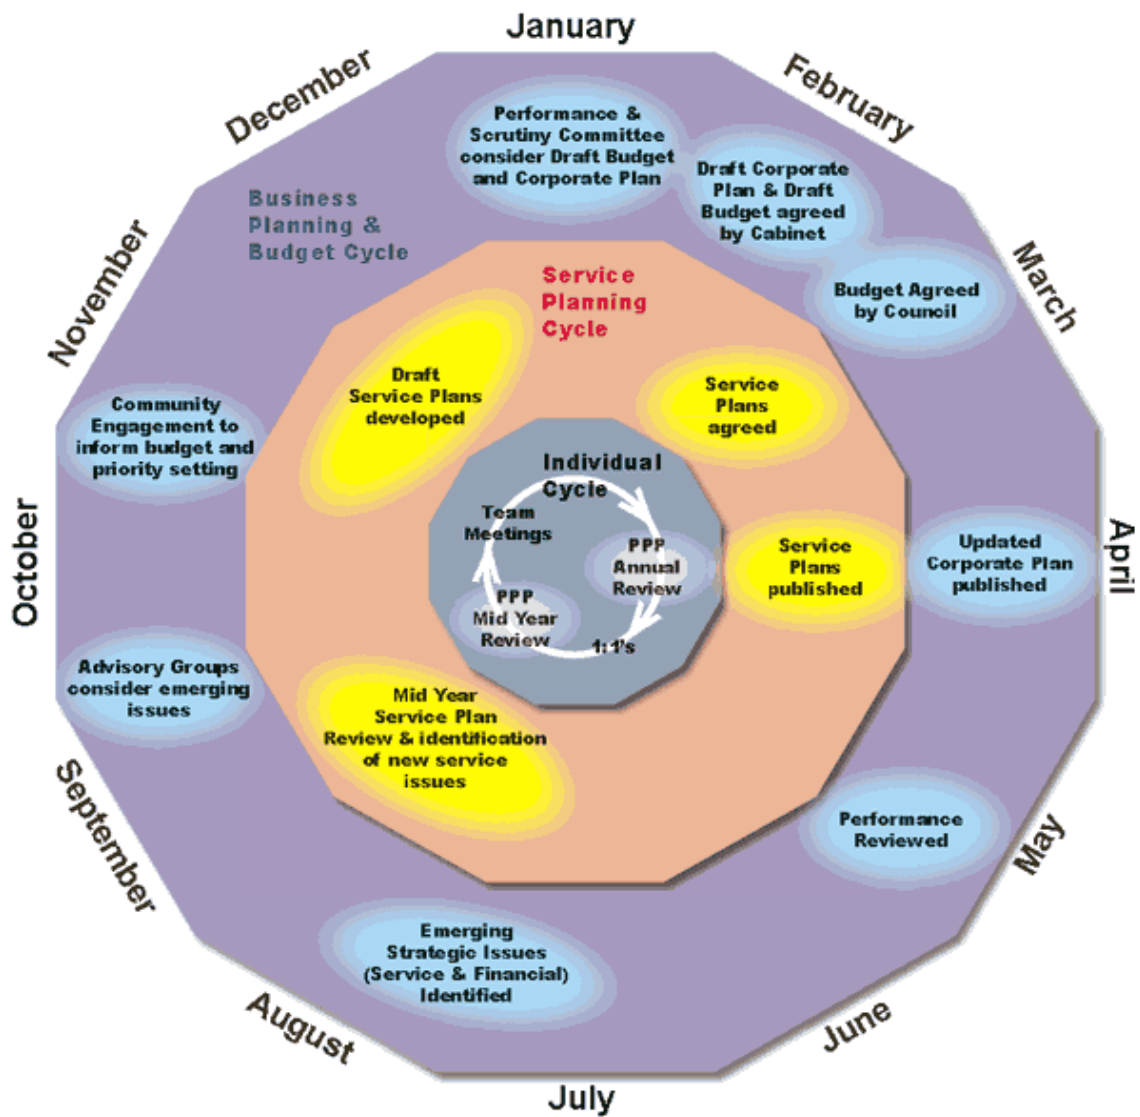 January
February
March
April
May
June
July
August
September
October
November
December
Business
Planning &
Budget Cycle
Performance &
Scrutiny Committee
consider Draft Budget
and Corporate Plan
Draft Corporate
Plan & Draft
Budget agreed
by Cabinet
Budget Agreed
by Council
Updated
Corporate Plan
published
Performance
Reviewed
Emerging
Strategic Issues
(Service & Financial)
Identified
Advisory Groups
consider emerging
issues
Community
Engagement to
inform budget and
priority setting
Service
Planning
Cycle
Service
Plans
agreed
Service
Plans
published
Mid Year
Service Plan
Review & identification
of new service
issues
Draft
Service Plans
developed
Individual
Cycle
PPP
Annual
Review
1:1's
PPP
Mid Year
Review
Team
Meetings